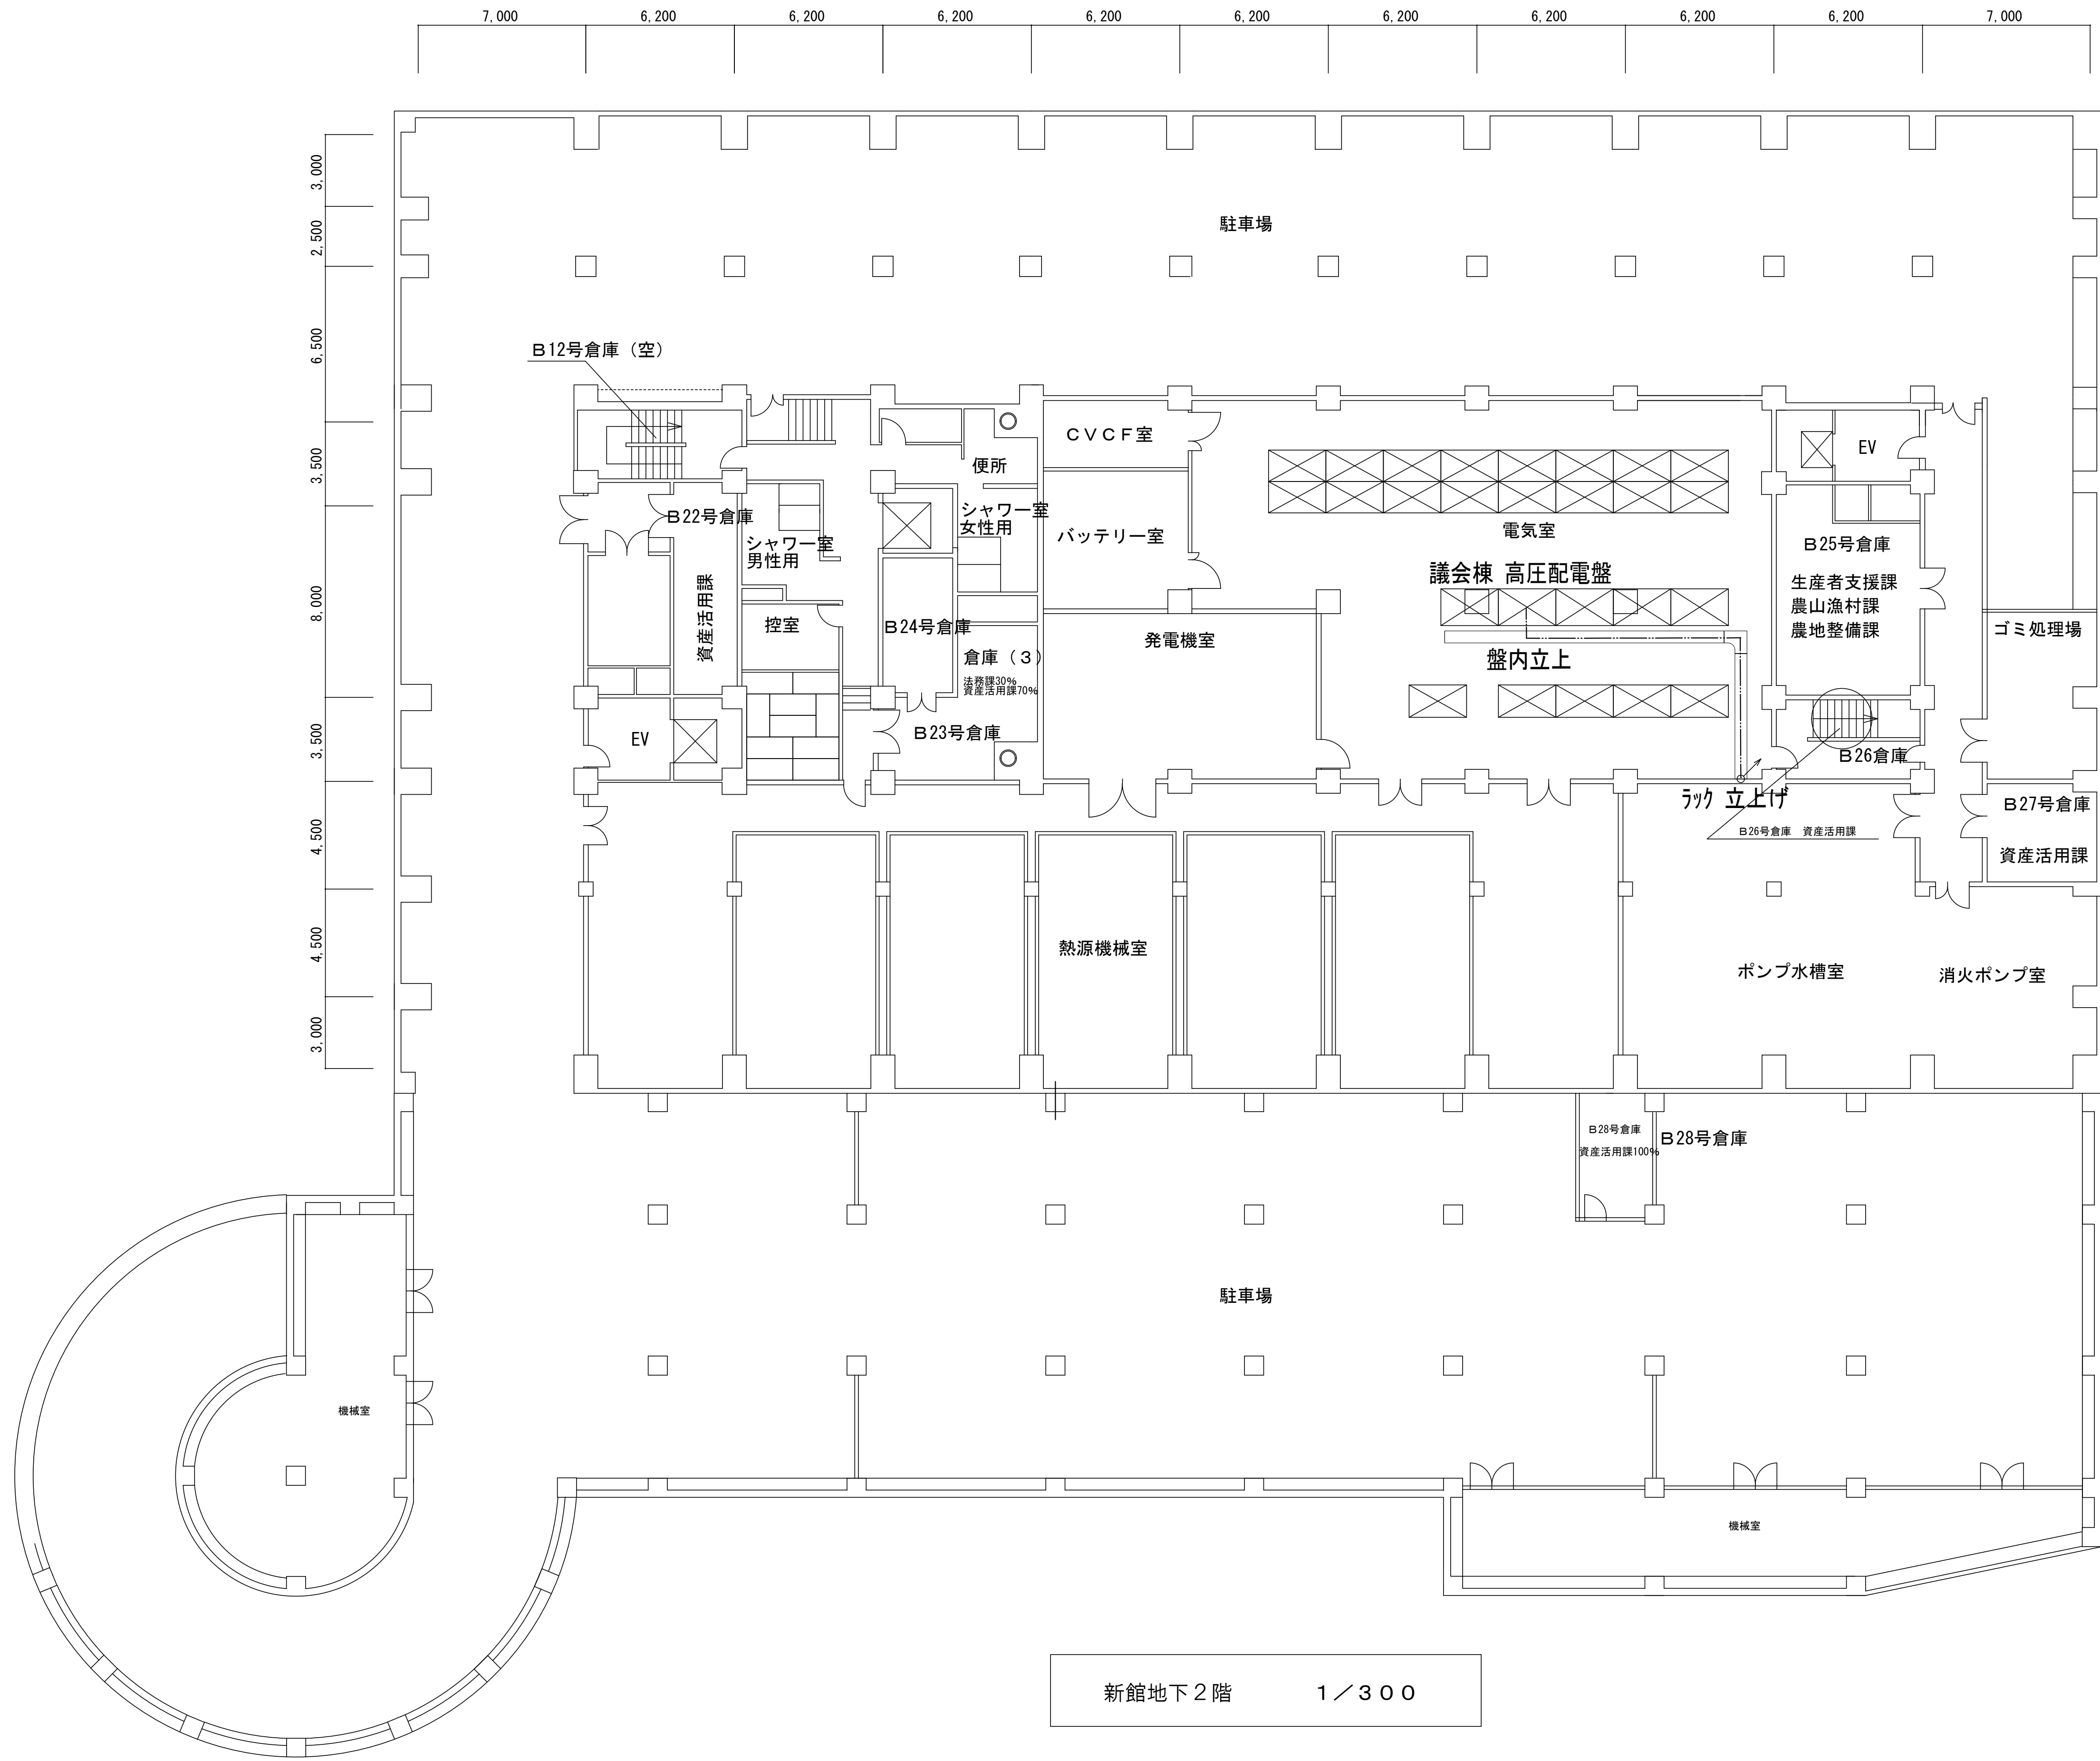 7,000 6,200 6,200 6,200 6,200 6,200 6,200 6,200 6,200 6,200 7,000
3,000
2,500
6,500
3,500
8,000
3,500
4,500
4,500
3,000
駐車場
B12号倉庫（空）
CVCF室
便所
EV
B22号倉庫
シャワー室
男性用
シャワー室
女性用
バッテリー室
電気室
B25号倉庫
生産者支援課
農山漁村課
農地整備課
議会棟 高圧配電盤
資産活用課
控室
B24号倉庫
倉庫（3）
法務課30%
資産活用課70%
発電機室
盤内立上
ゴミ処理場
EV
B23号倉庫
B26倉庫
ﾗｯｸ 立上げ
B26号倉庫 資産活用課
B27号倉庫
資産活用課
熱源機械室
ポンプ水槽室
消火ポンプ室
B28号倉庫
資産活用課100%
B28号倉庫
駐車場
機械室
機械室
新館地下2階 1／300